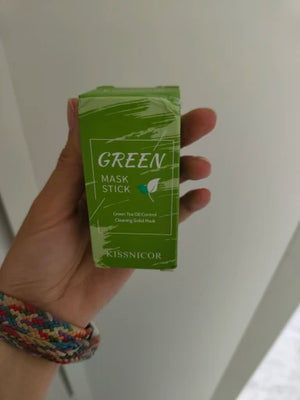 GREEN
MASK
STICK
Green Tea Oil Control
Cleaning Solid Mask
KISSNICOR